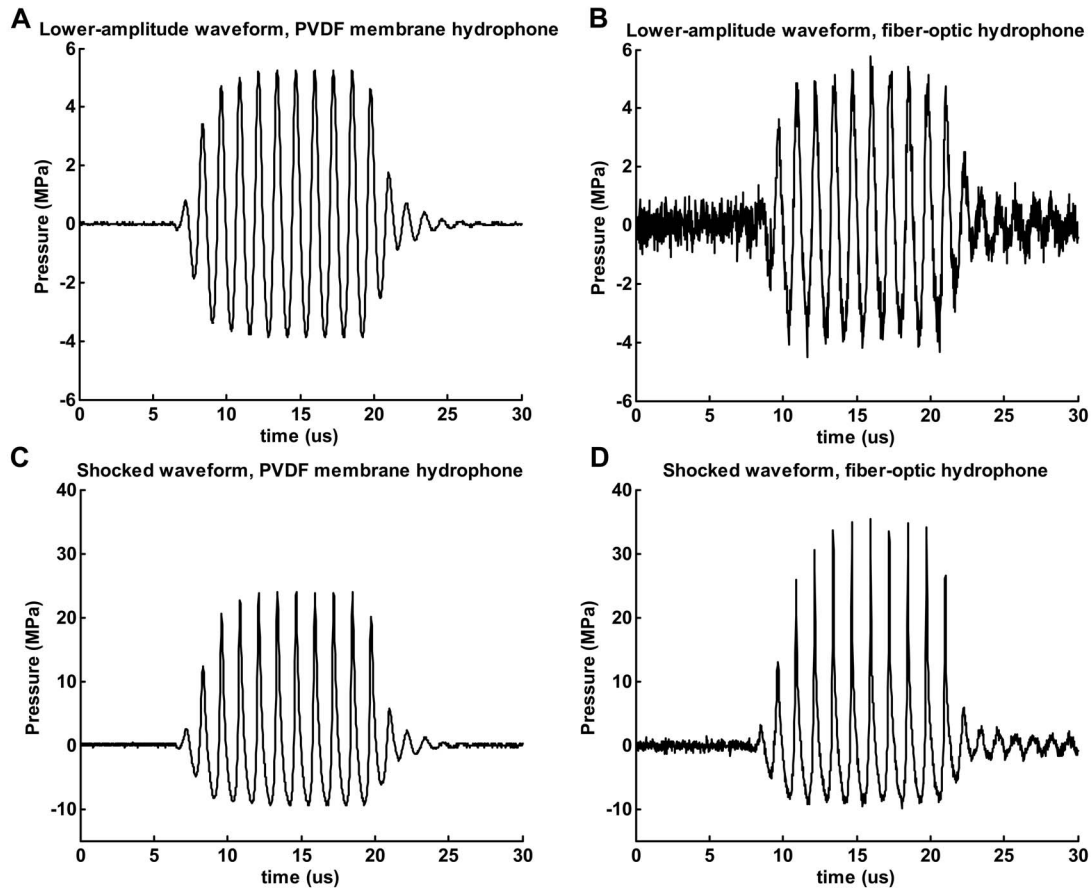 A
Lower-amplitude waveform, PVDF membrane hydrophone
6
4
2
0
-2
-4
-6
Pressure (MPa)
0 5 10 15 20 25 30
time (us)
B
Lower-amplitude waveform, fiber-optic hydrophone
6
4
2
0
-2
-4
-6
Pressure (MPa)
0 5 10 15 20 25 30
time (us)
C
Shocked waveform, PVDF membrane hydrophone
40
30
20
10
0
-10
Pressure (MPa)
0 5 10 15 20 25 30
time (us)
D
Shocked waveform, fiber-optic hydrophone
40
30
20
10
0
-10
Pressure (MPa)
0 5 10 15 20 25 30
time (us)